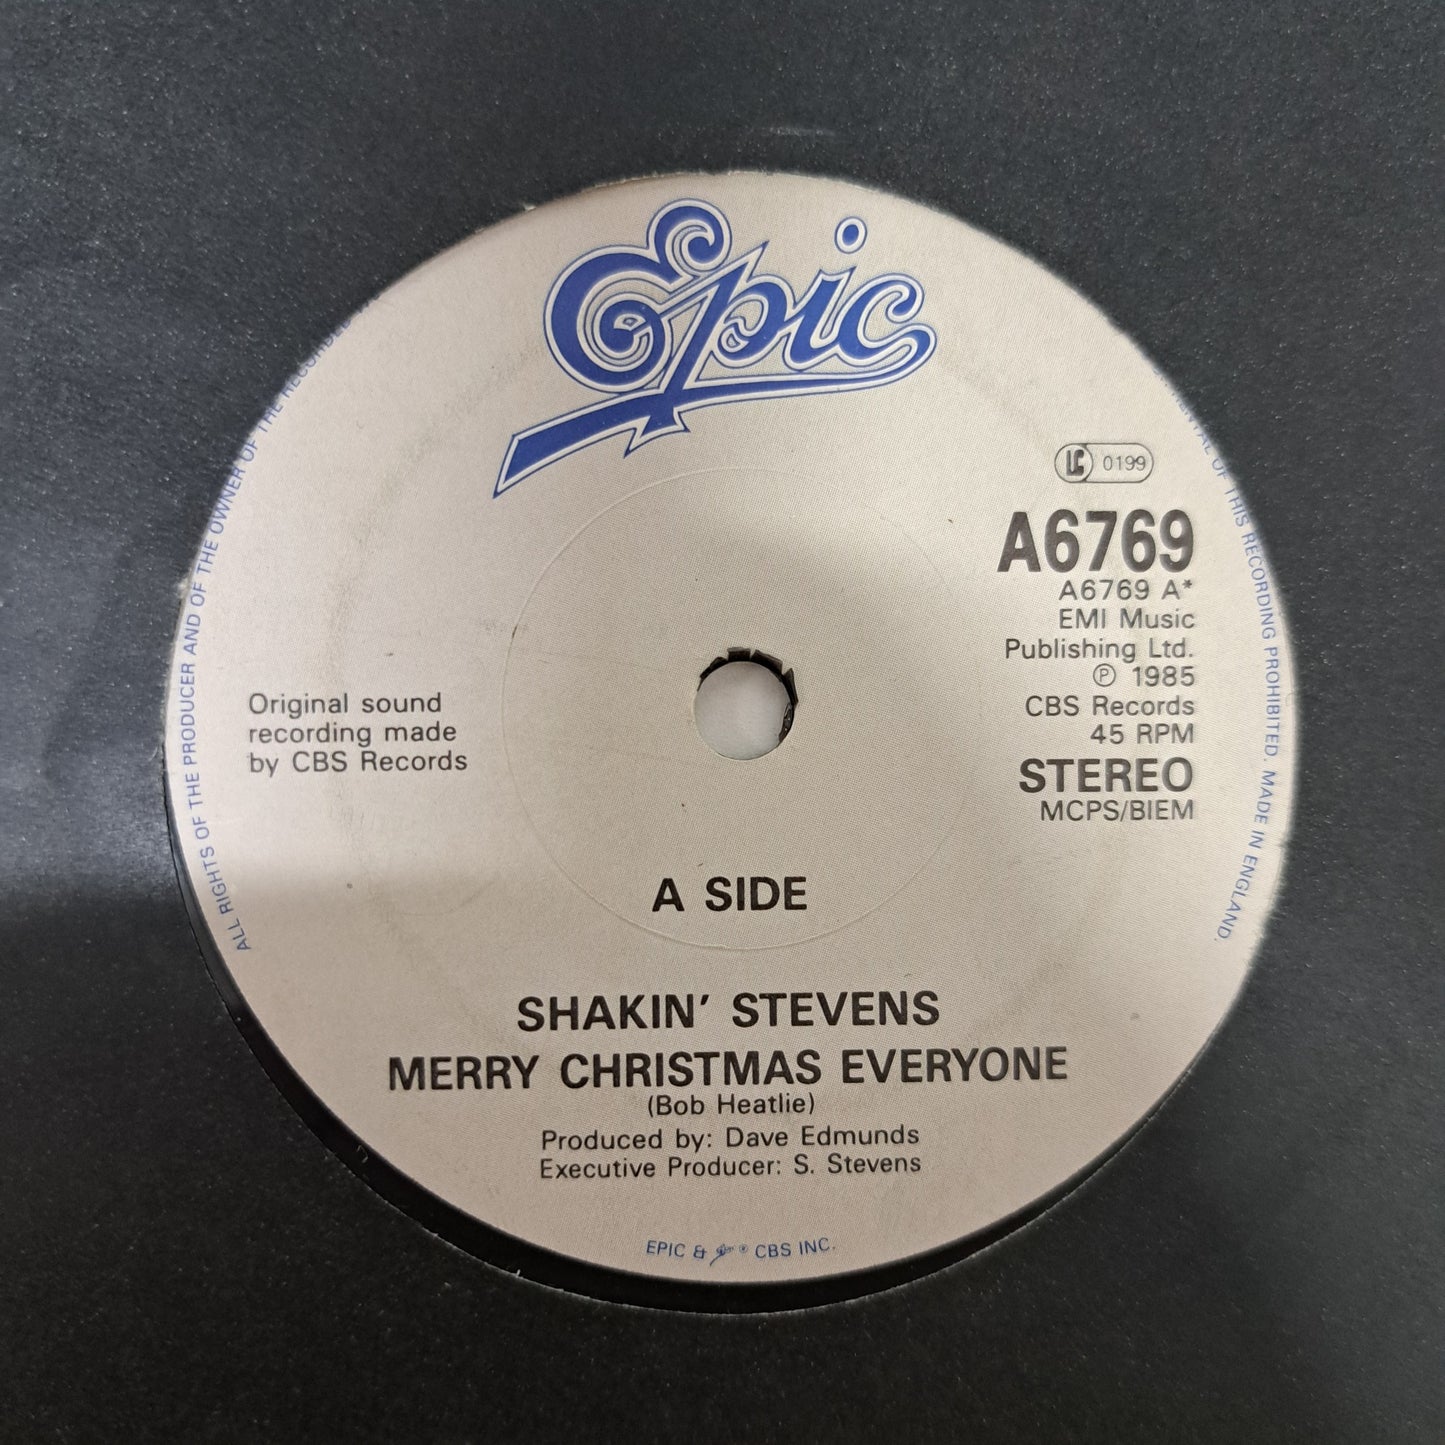 Epic
LC 0199
A6769
A6769 A*
EMI Music
Publishing Ltd.
Ⓟ 1985
CBS Records
45 RPM
STEREO
MCPS/BIEM
Original sound
recording made
by CBS Records
A SIDE
SHAKIN' STEVENS
MERRY CHRISTMAS EVERYONE
(Bob Heatlie)
Produced by: Dave Edmunds
Executive Producer: S. Stevens
EPIC & ® CBS INC.
ALL RIGHTS OF THE PRODUCER AND OF THE OWNER OF THE RECORDED
OF THIS RECORDING PROHIBITED. MADE IN ENGLAND.